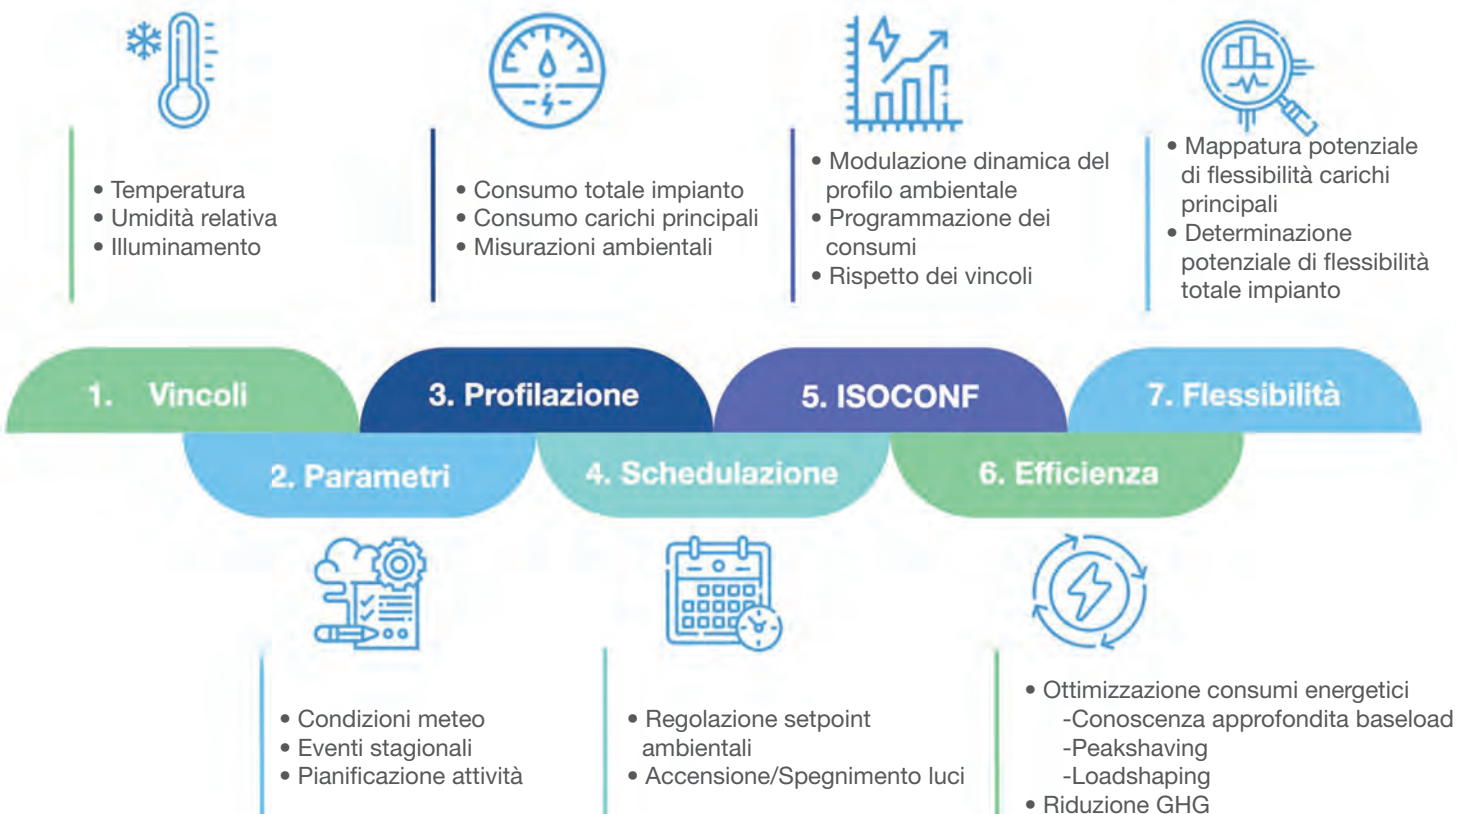 • Temperatura
• Umidità relativa
• Illuminamento
• Consumo totale impianto
• Consumo carichi principali
• Misurazioni ambientali
• Modulazione dinamica del
profilo ambientale
• Programmazione dei
consumi
• Rispetto dei vincoli
• Mappatura potenziale
di flessibilità carichi
principali
• Determinazione
potenziale di flessibilità
totale impianto
1. Vincoli
3. Profilazione
5. ISOCONF
7. Flessibilità
2. Parametri
4. Schedulazione
6. Efficienza
• Condizioni meteo
• Eventi stagionali
• Pianificazione attività
• Regolazione setpoint
ambientali
• Accensione/Spegnimento luci
• Ottimizzazione consumi energetici
-Conoscenza approfondita baseload
-Peakshaving
-Loadshaping
• Riduzione GHG